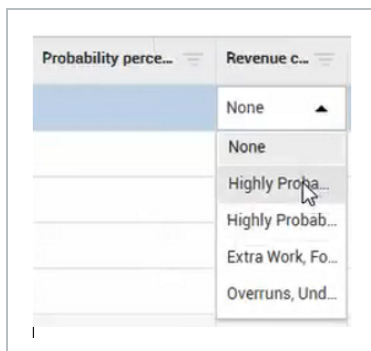 Probability perce... Revenue c...
None
None
Highly Proba...
Highly Probab...
Extra Work, Fo...
Overruns, Und...